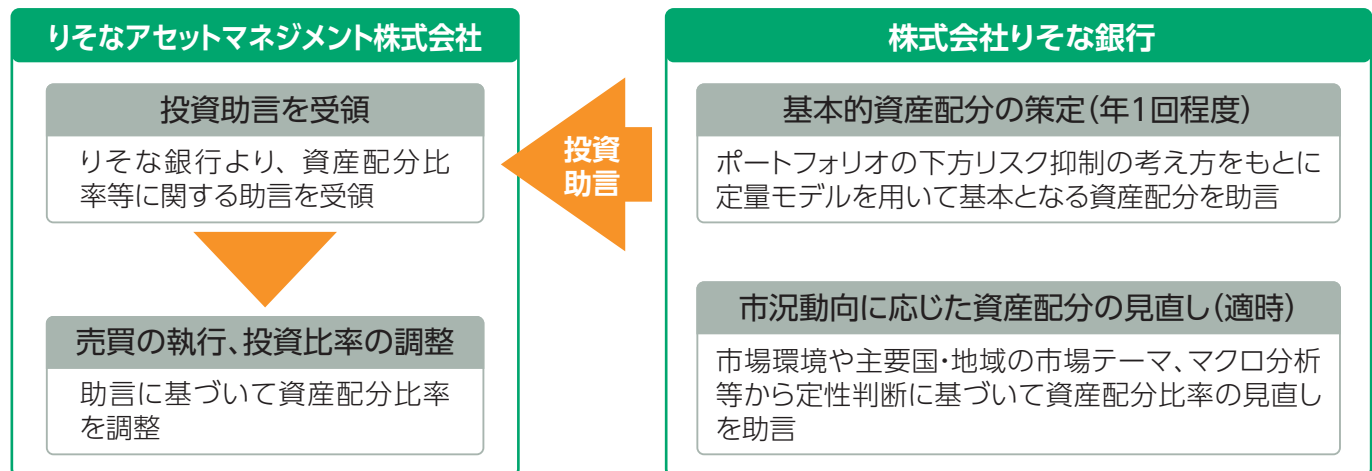 りそなアセットマネジメント株式会社
投資助言を受領
りそな銀行より、資産配分比
率等に関する助言を受領
売買の執行、投資比率の調整
助言に基づいて資産配分比率
を調整
投資
助言
株式会社りそな銀行
基本的資産配分の策定(年1回程度)
ポートフォリオの下方リスク抑制の考え方をもとに
定量モデルを用いて基本となる資産配分を助言
市況動向に応じた資産配分の見直し(適時)
市場環境や主要国・地域の市場テーマ、マクロ分析
等から定性判断に基づいて資産配分比率の見直し
を助言